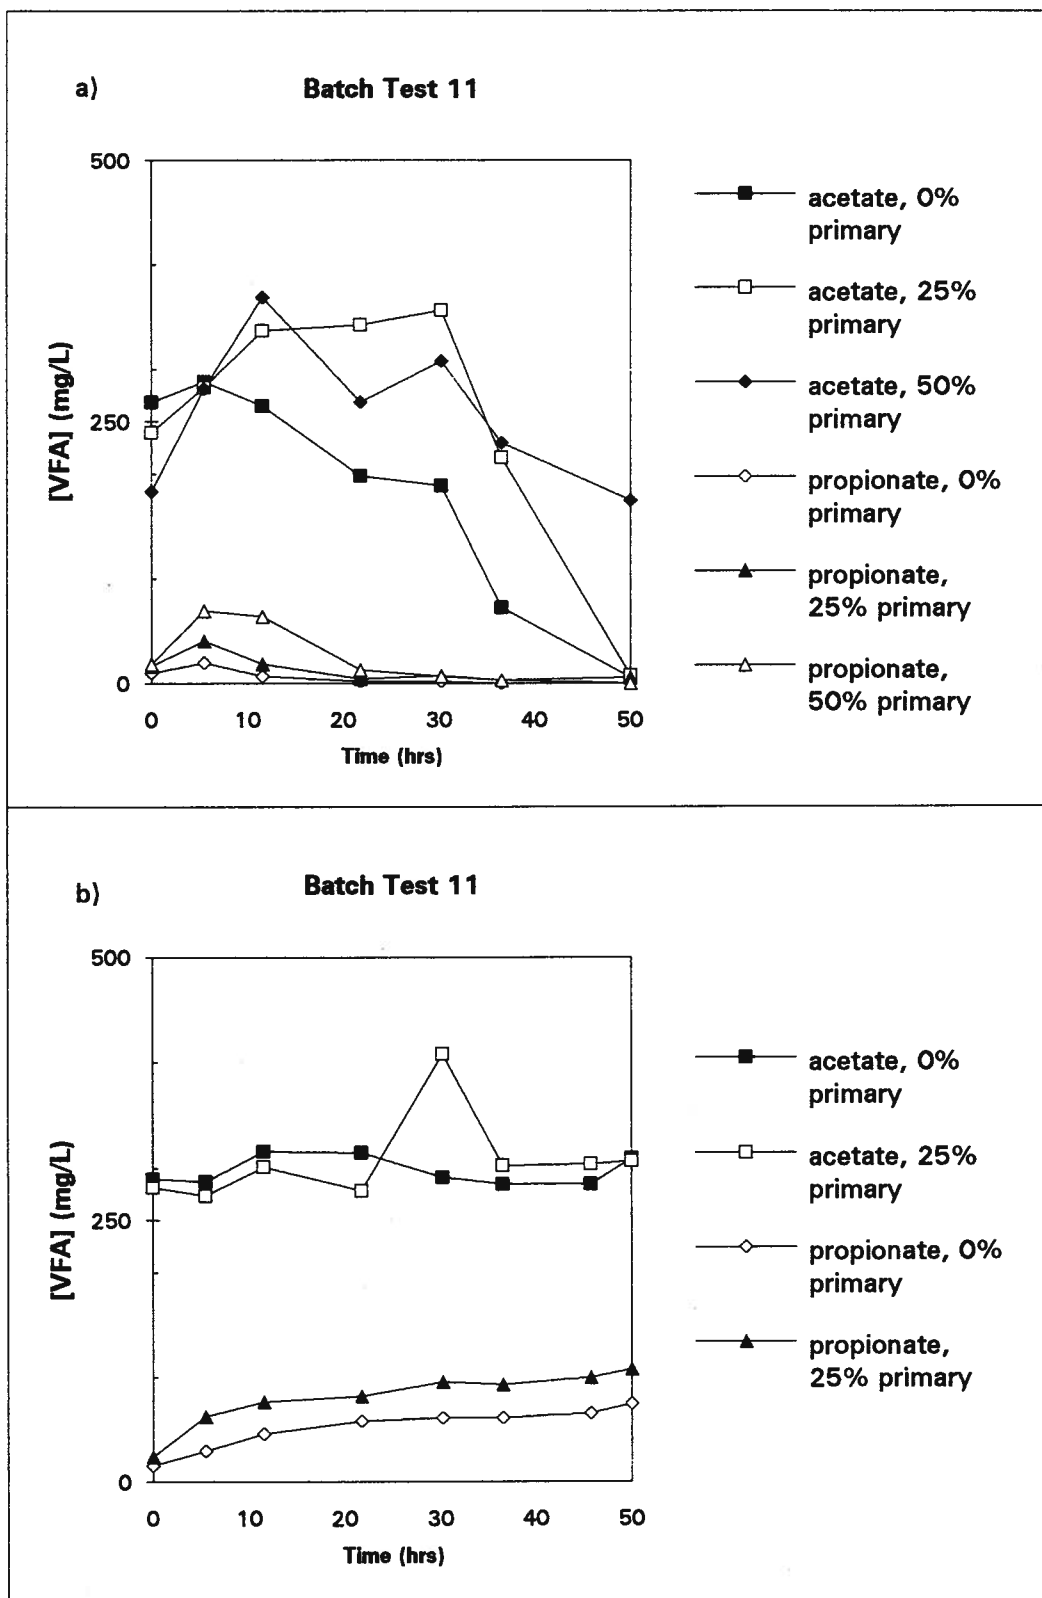 a)
Batch Test 11
500
250
0
[VFA] (mg/L)
0 10 20 30 40 50
Time (hrs)
acetate, 0%
primary
acetate, 25%
primary
acetate, 50%
primary
propionate, 0%
primary
propionate,
25% primary
propionate,
50% primary
b)
Batch Test 11
500
250
0
[VFA] (mg/L)
0 10 20 30 40 50
Time (hrs)
acetate, 0%
primary
acetate, 25%
primary
propionate, 0%
primary
propionate,
25% primary